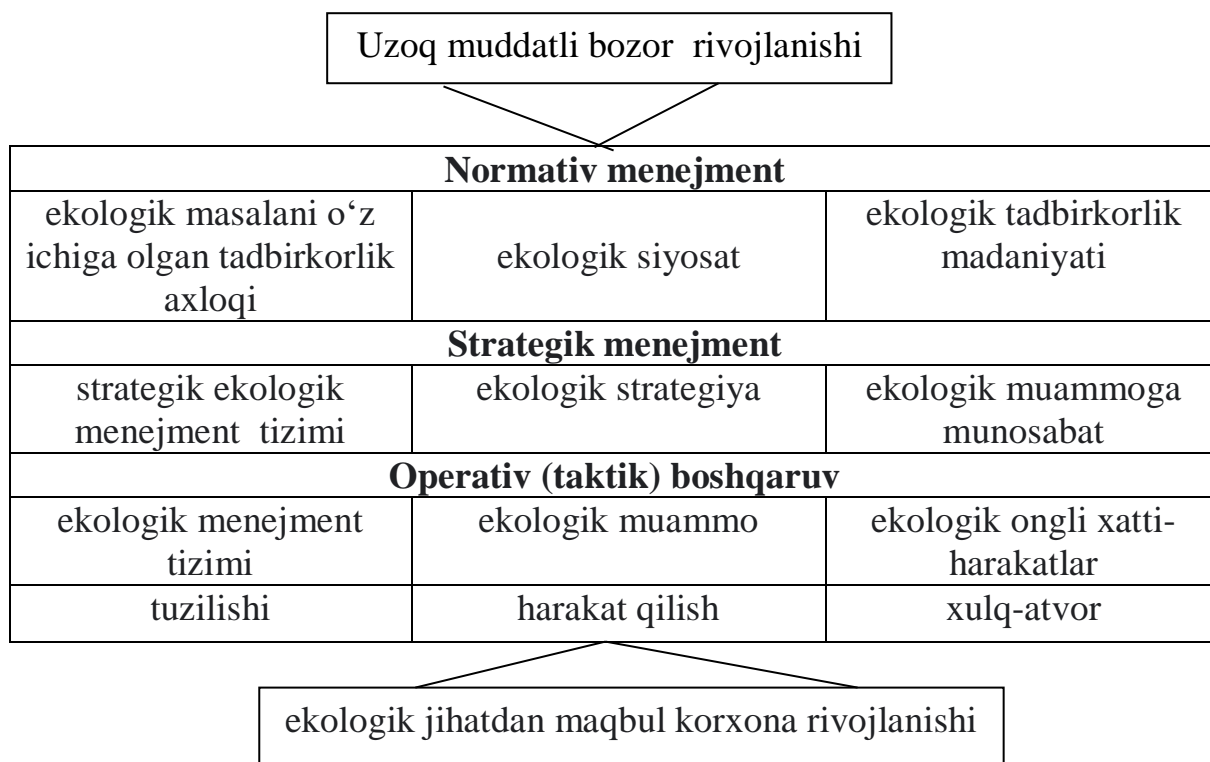 Uzoq muddatli bozor rivojlanishi
Normativ menejment
ekologik masalani o‘z
ichiga olgan tadbirkorlik
axloqi
ekologik siyosat
ekologik tadbirkorlik
madaniyati
Strategik menejment
strategik ekologik
menejment tizimi
ekologik strategiya
ekologik muammoga
munosabat
Operativ (taktik) boshqaruv
ekologik menejment
tizimi
ekologik muammo
ekologik ongli xatti-
harakatlar
tuzilishi
harakat qilish
xulq-atvor
ekologik jihatdan maqbul korxona rivojlanishi